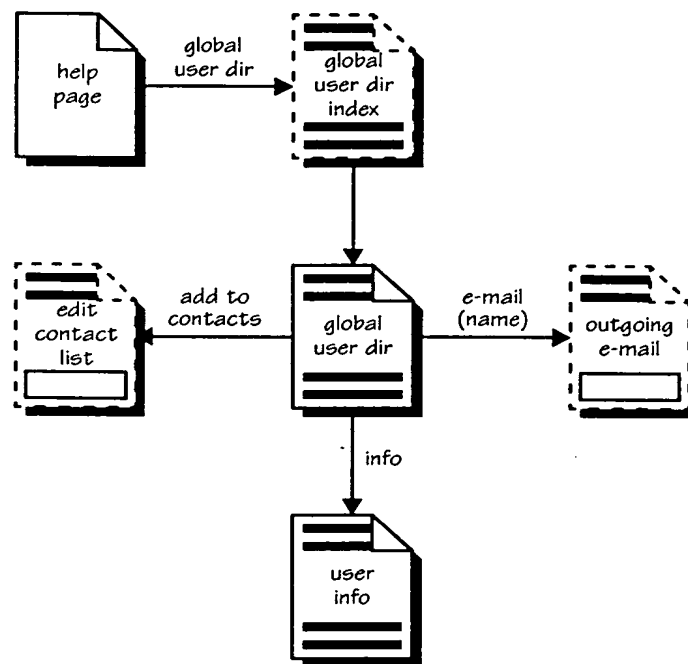 help
page
global
user dir
global
user dir
index
edit
contact
list
add to
contacts
global
user dir
e-mail
(name)
outgoing
e-mail
info
user
info